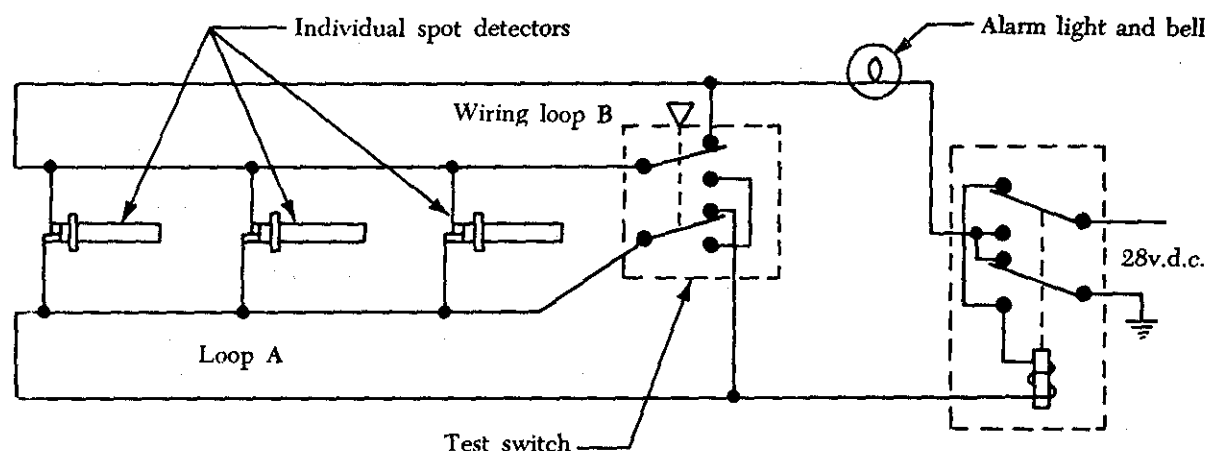 Individual spot detectors
Alarm light and bell
Wiring loop B
28v.d.c.
Loop A
Test switch